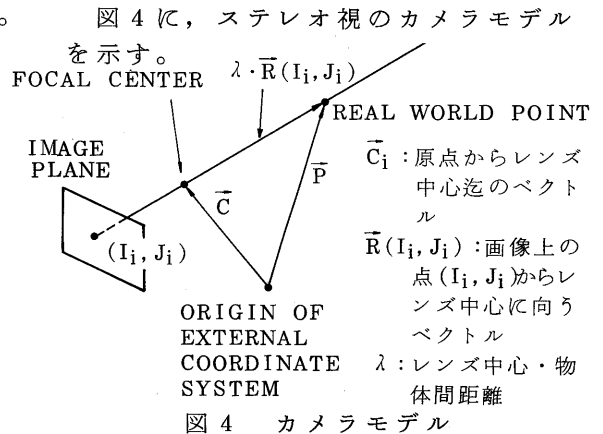 。　　図4に，ステレオ視のカメラモデル
を示す。
FOCAL CENTER
λ・R⃗(Iᵢ,Jᵢ)
REAL WORLD POINT
IMAGE
PLANE
C⃗
P⃗
(Iᵢ,Jᵢ)
C⃗ᵢ：原点からレンズ
中心迄のベクト
ル
R⃗(Iᵢ,Jᵢ)：画像上の
点(Iᵢ,Jᵢ)からレ
ンズ中心に向う
ベクトル
λ：レンズ中心・物
体間距離
ORIGIN OF
EXTERNAL
COORDINATE
SYSTEM
図4　カメラモデル